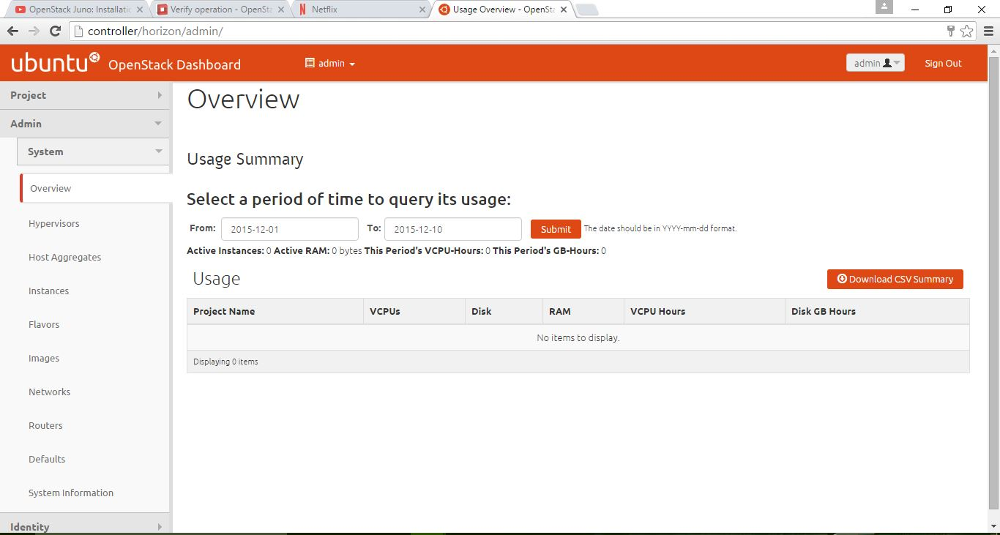 OpenStack Juno: Installatic Verify operation - OpenSta Netflix Usage Overview - OpenSta
controller/horizon/admin/
ubuntu OpenStack Dashboard admin admin Sign Out
Project
Overview
Admin
System
Usage Summary
Overview
Select a period of time to query its usage:
Hypervisors
From: 2015-12-01 To: 2015-12-10 Submit The date should be in YYYY-mm-dd format.
Active Instances: 0 Active RAM: 0 bytes This Period's VCPU-Hours: 0 This Period's GB-Hours: 0
Host Aggregates
Usage Download CSV Summary
Instances
Project Name VCPUs Disk RAM VCPU Hours Disk GB Hours
Flavors
No items to display.
Images
Displaying 0 items
Networks
Routers
Defaults
System Information
Identity